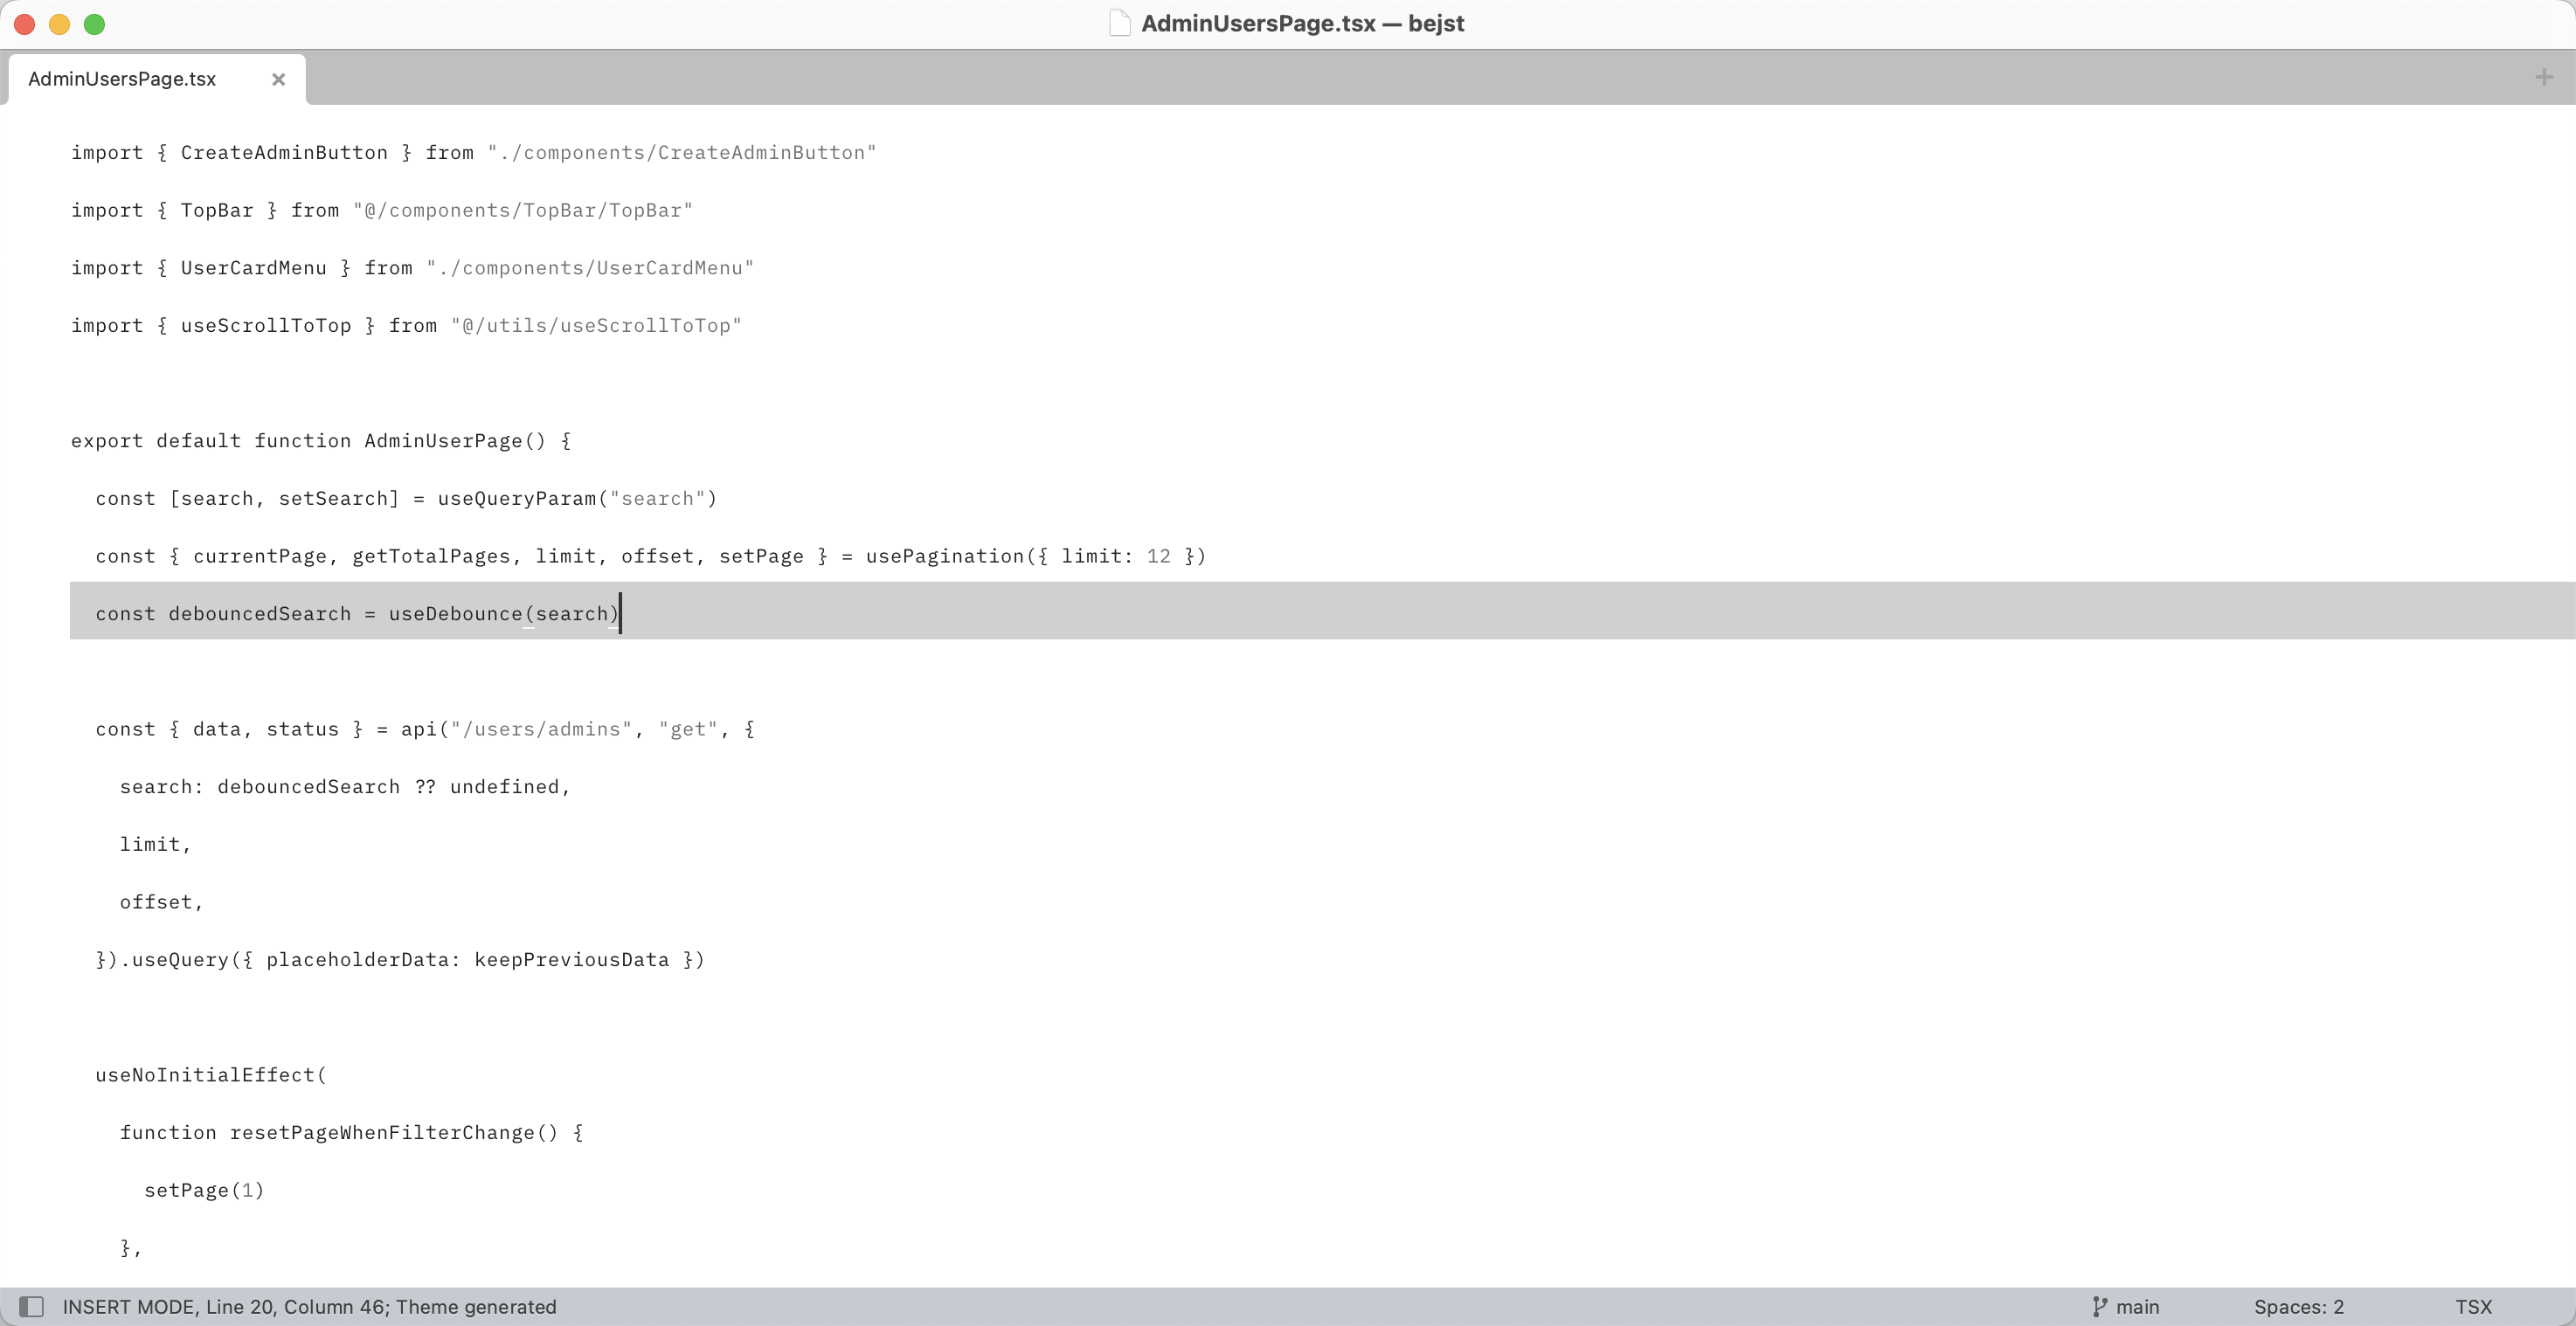 AdminUsersPage.tsx — bejst
AdminUsersPage.tsx
import { CreateAdminButton } from "./components/CreateAdminButton"
import { TopBar } from "@/components/TopBar/TopBar"
import { UserCardMenu } from "./components/UserCardMenu"
import { useScrollToTop } from "@/utils/useScrollToTop"
export default function AdminUserPage() {
  const [search, setSearch] = useQueryParam("search")
  const { currentPage, getTotalPages, limit, offset, setPage } = usePagination({ limit: 12 })
  const debouncedSearch = useDebounce(search)
  const { data, status } = api("/users/admins", "get", {
    search: debouncedSearch ?? undefined,
    limit,
    offset,
  }).useQuery({ placeholderData: keepPreviousData })
  useNoInitialEffect(
    function resetPageWhenFilterChange() {
      setPage(1)
    },
INSERT MODE, Line 20, Column 46; Theme generated
main
Spaces: 2
TSX